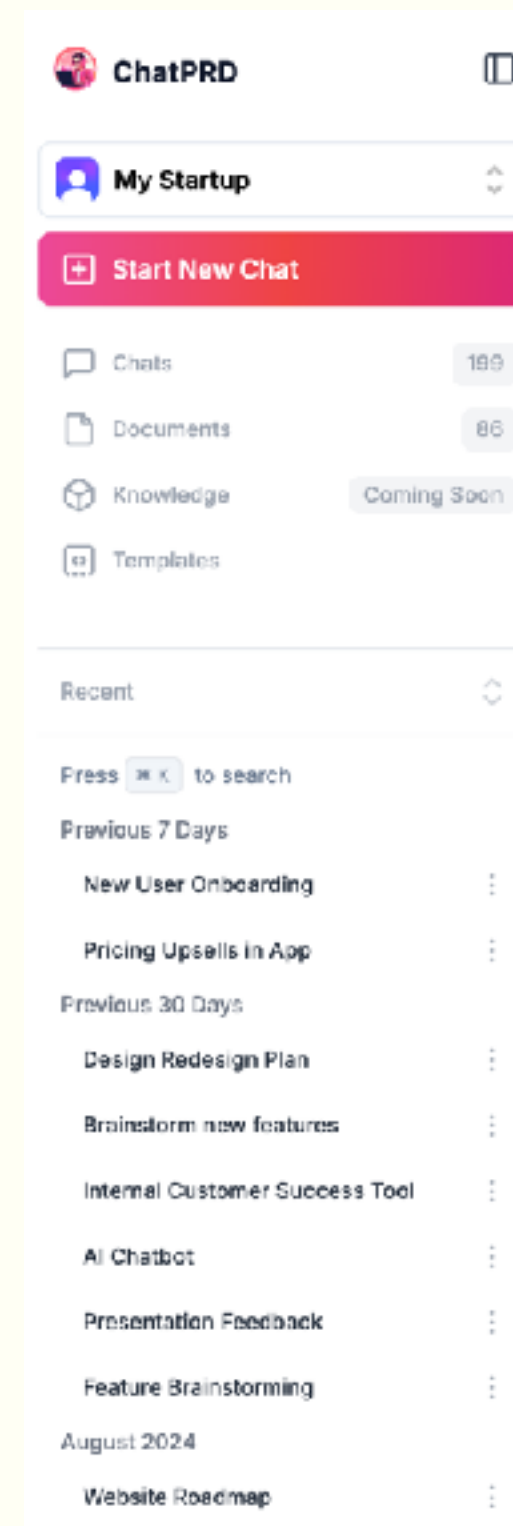 ChatPRD
My Startup
Start New Chat
Chats 199
Documents 86
Knowledge Coming Soon
Templates
Recent
Press ⌘ K to search
Previous 7 Days
New User Onboarding
Pricing Upsells in App
Previous 30 Days
Design Redesign Plan
Brainstorm new features
Internal Customer Success Tool
AI Chatbot
Presentation Feedback
Feature Brainstorming
August 2024
Website Roadmap